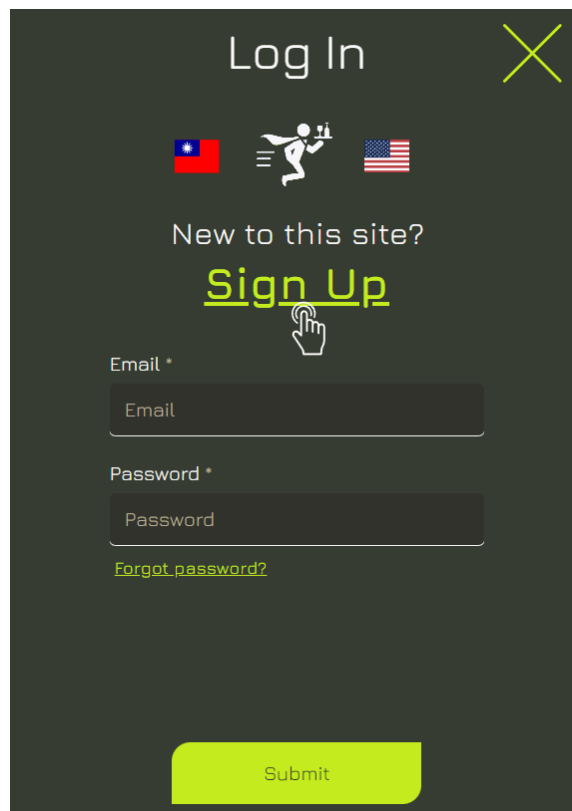 Log In
New to this site?
Sign Up
Email *
Email
Password *
Password
Forgot password?
Submit